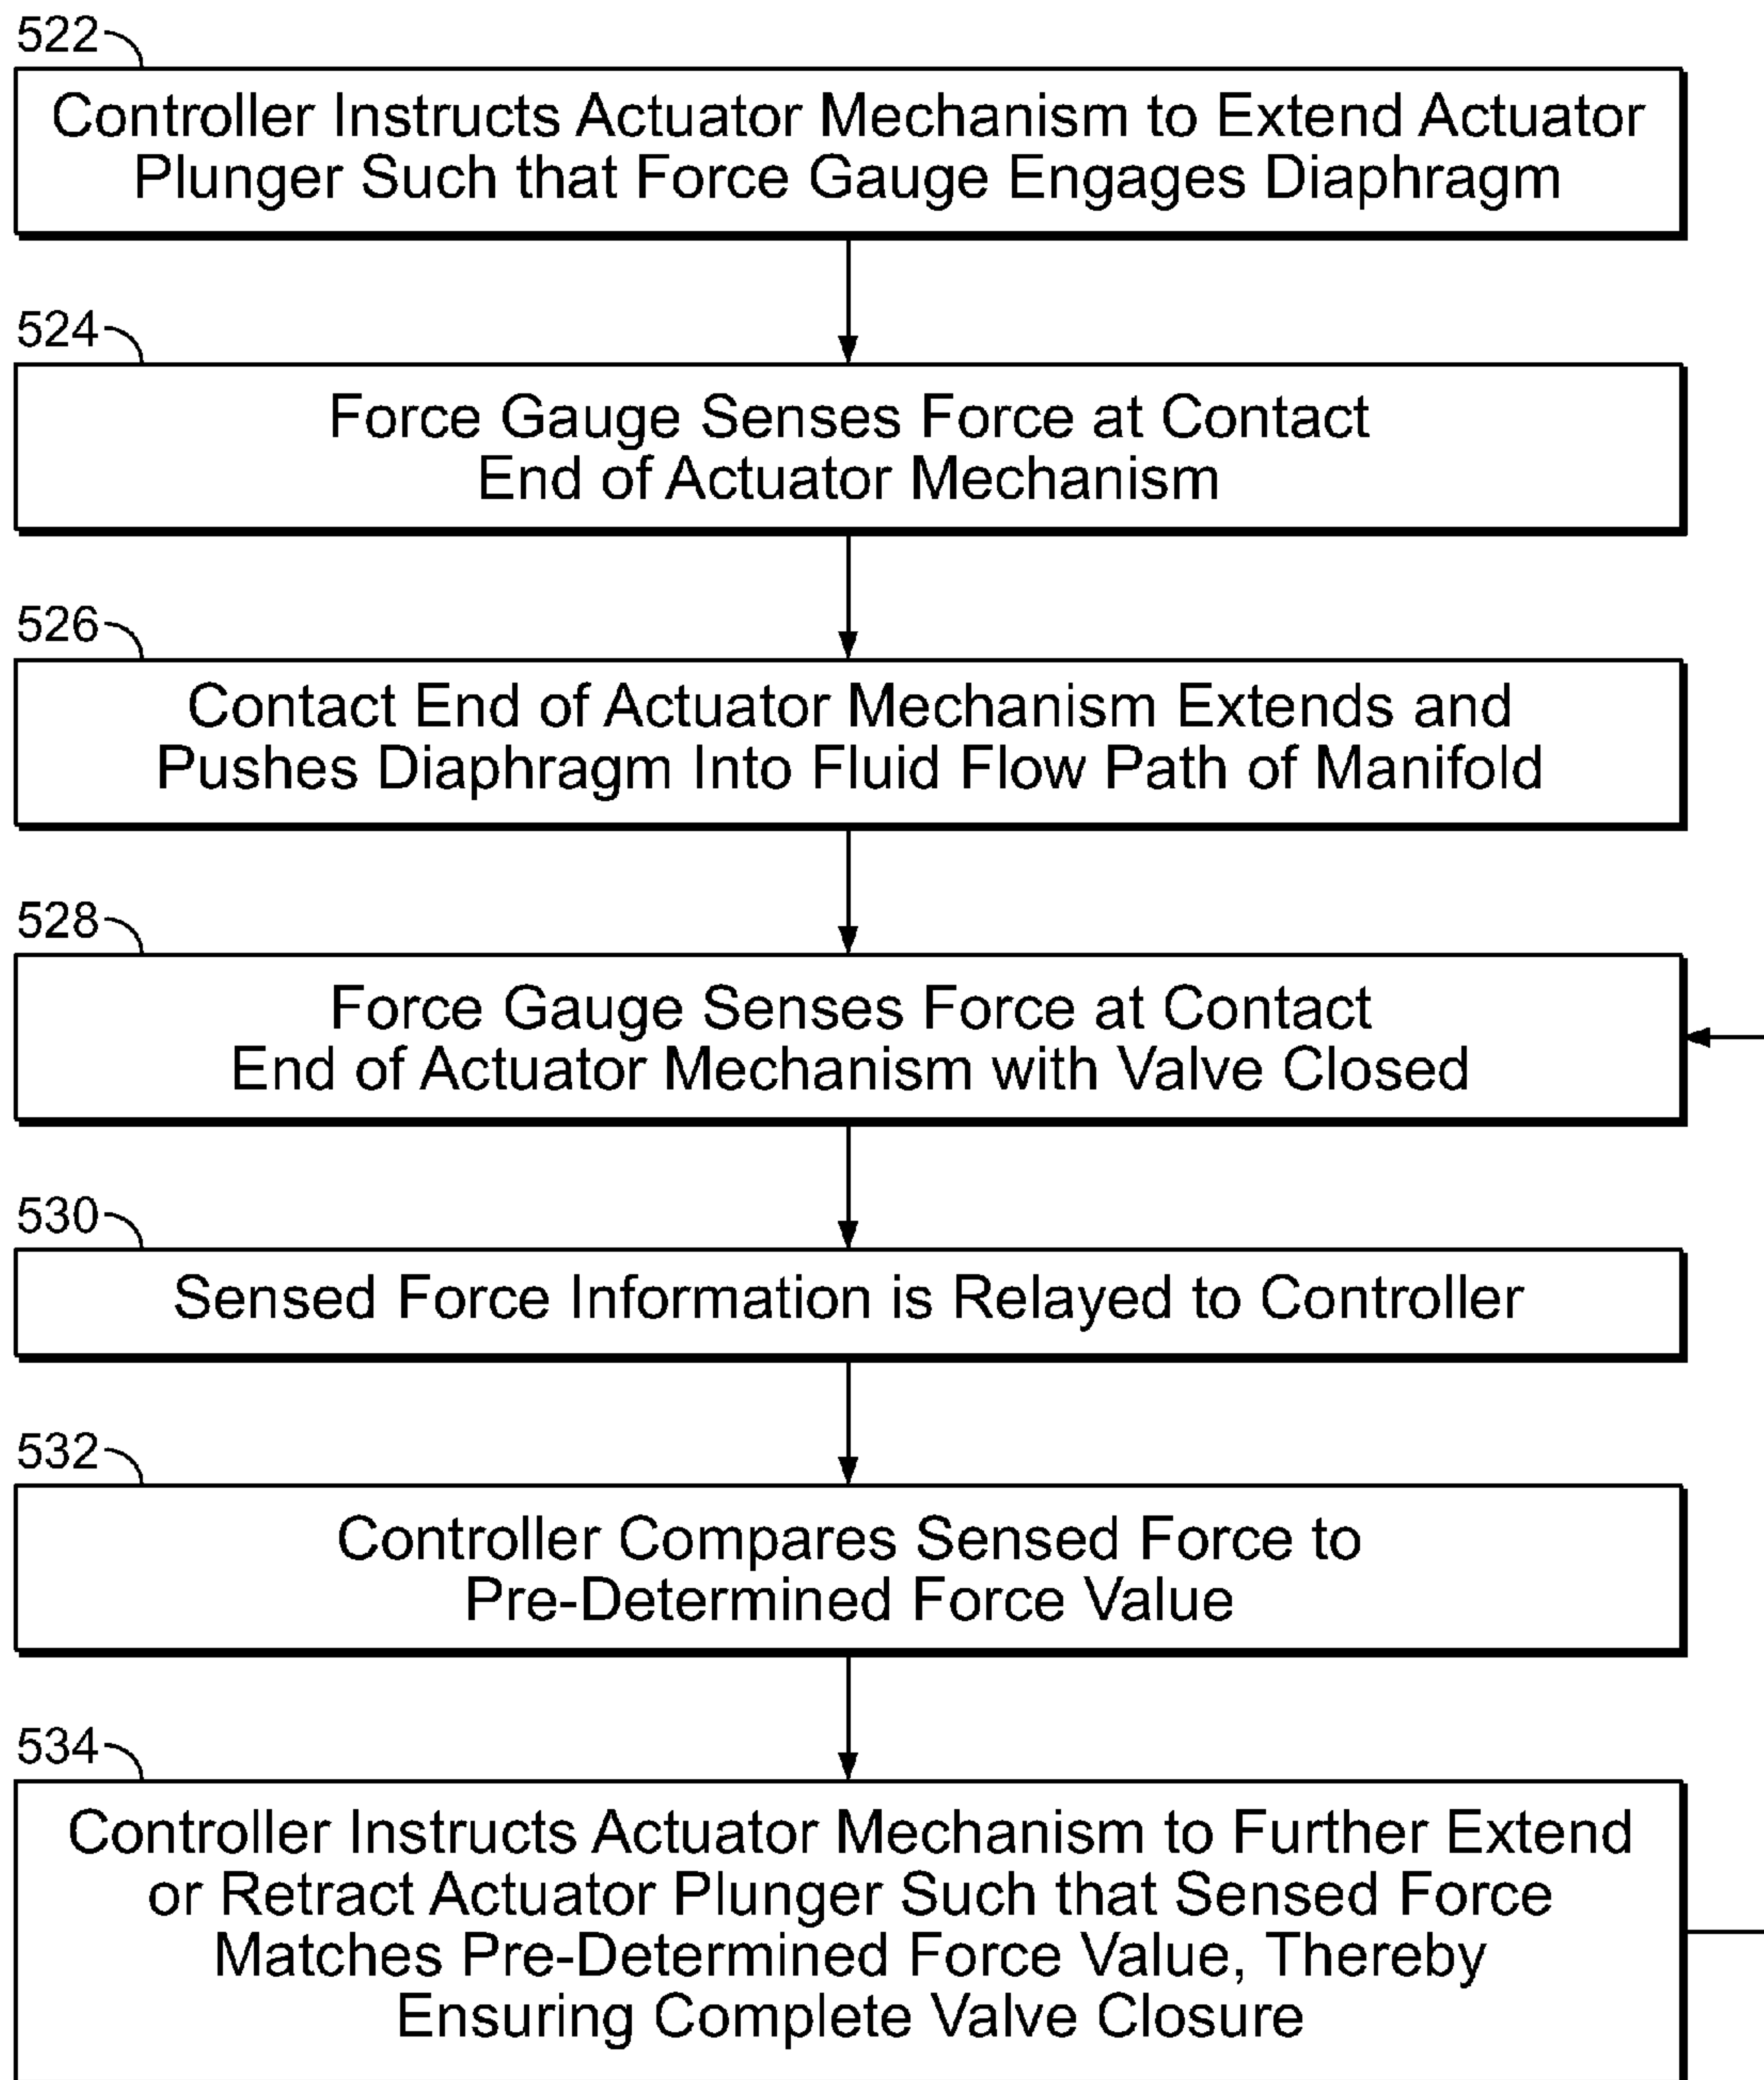 522
Controller Instructs Actuator Mechanism to Extend Actuator
Plunger Such that Force Gauge Engages Diaphragm
524
Force Gauge Senses Force at Contact
End of Actuator Mechanism
526
Contact End of Actuator Mechanism Extends and
Pushes Diaphragm Into Fluid Flow Path of Manifold
528
Force Gauge Senses Force at Contact
End of Actuator Mechanism with Valve Closed
530
Sensed Force Information is Relayed to Controller
532
Controller Compares Sensed Force to
Pre-Determined Force Value
534
Controller Instructs Actuator Mechanism to Further Extend
or Retract Actuator Plunger Such that Sensed Force
Matches Pre-Determined Force Value, Thereby
Ensuring Complete Valve Closure